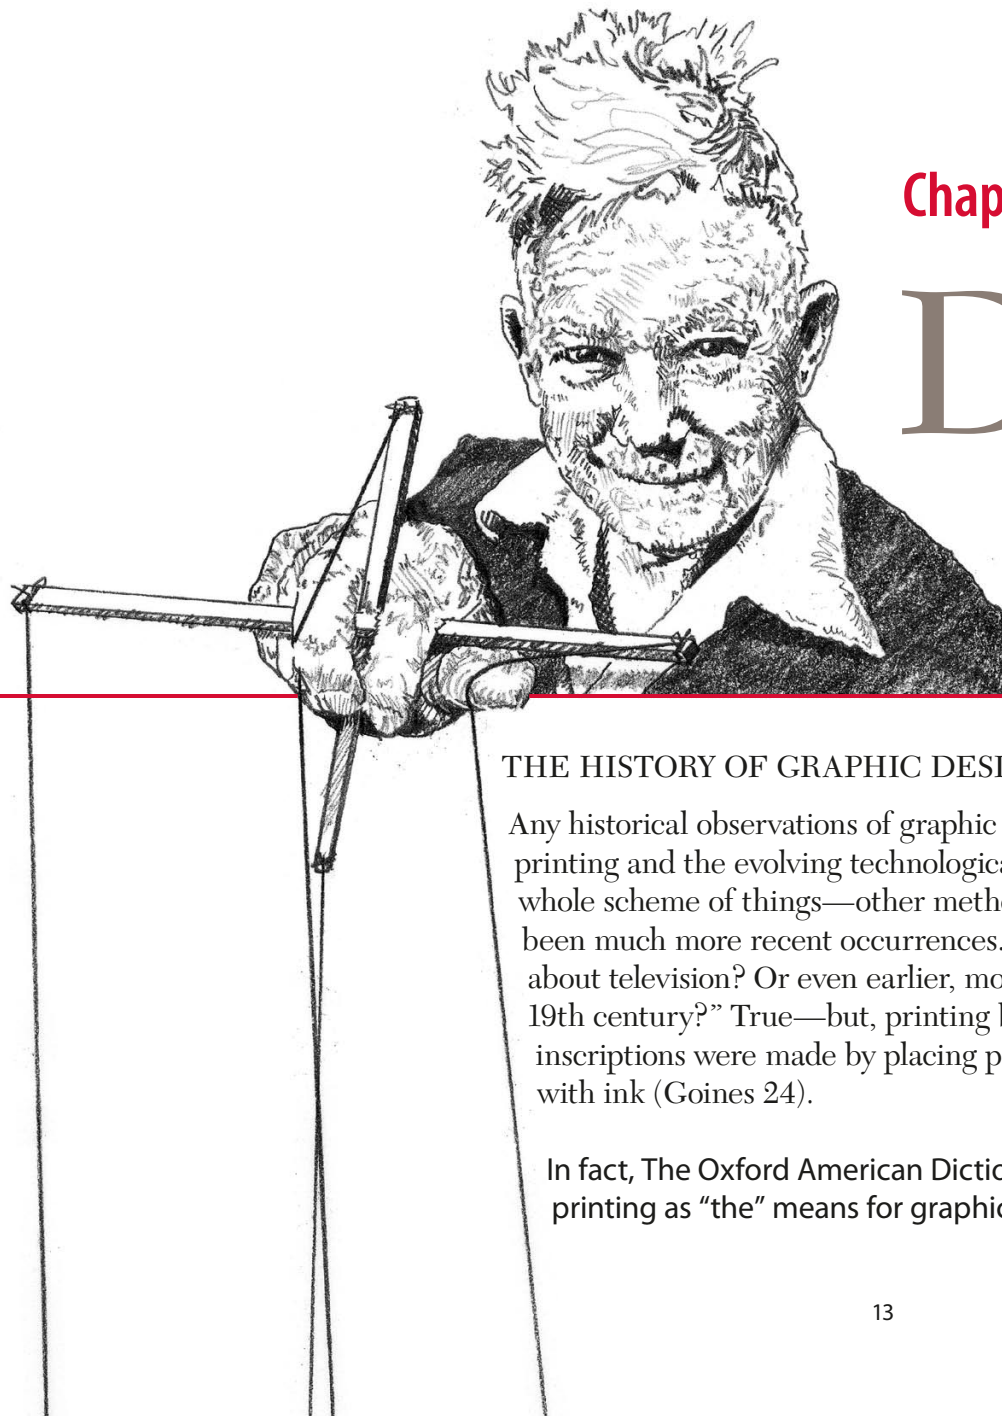 Chap
D
THE HISTORY OF GRAPHIC DESI
Any historical observations of graphic
printing and the evolving technologica
whole scheme of things—other metho
been much more recent occurrences.
about television? Or even earlier, mo
19th century?” True—but, printing b
inscriptions were made by placing p
with ink (Goines 24).
In fact, The Oxford American Dictio
printing as “the” means for graphic
13